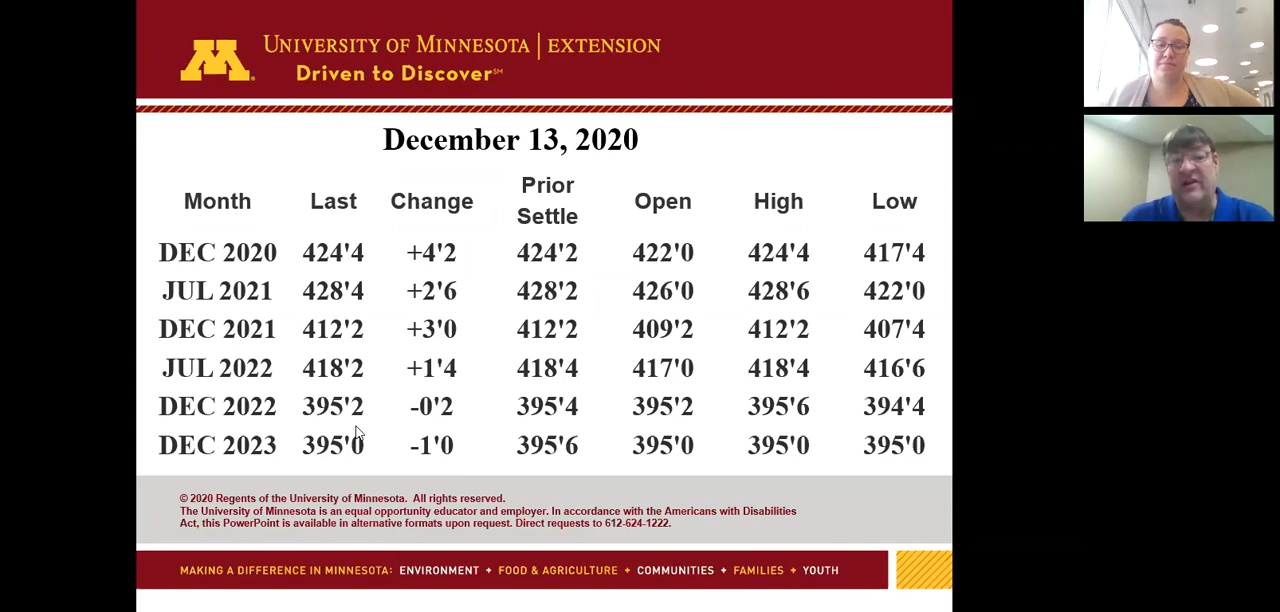 UNIVERSITY OF MINNESOTA | EXTENSION
Driven to Discover℠
December 13, 2020
Month Last Change Prior Settle Open High Low
DEC 2020 424'4 +4'2 424'2 422'0 424'4 417'4
JUL 2021 428'4 +2'6 428'2 426'0 428'6 422'0
DEC 2021 412'2 +3'0 412'2 409'2 412'2 407'4
JUL 2022 418'2 +1'4 418'4 417'0 418'4 416'6
DEC 2022 395'2 -0'2 395'4 395'2 395'6 394'4
DEC 2023 395'0 -1'0 395'6 395'0 395'0 395'0
© 2020 Regents of the University of Minnesota. All rights reserved.
The University of Minnesota is an equal opportunity educator and employer. In accordance with the Americans with Disabilities
Act, this PowerPoint is available in alternative formats upon request. Direct requests to 612-624-1222.
MAKING A DIFFERENCE IN MINNESOTA: ENVIRONMENT + FOOD & AGRICULTURE + COMMUNITIES + FAMILIES + YOUTH